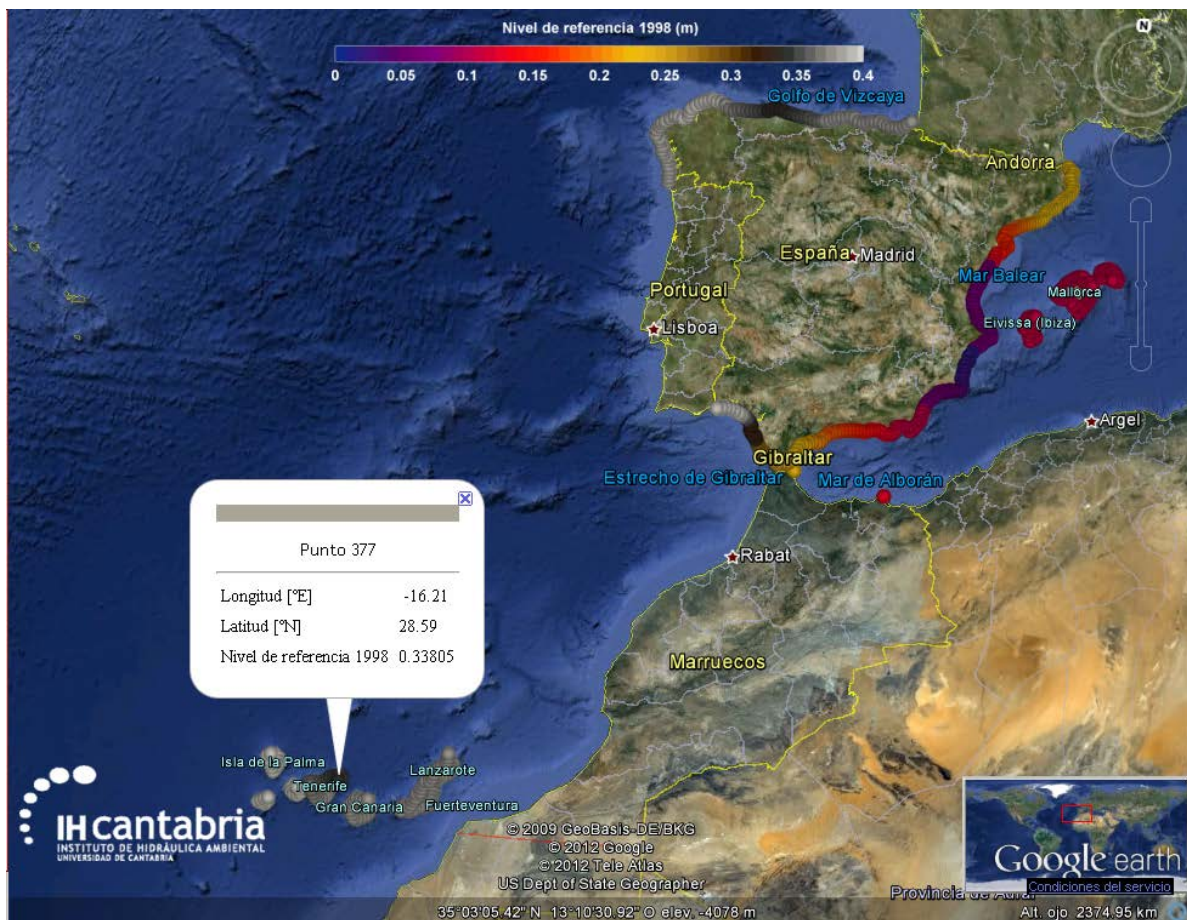 Nivel de referencia 1998 (m)
0 0.05 0.1 0.15 0.2 0.25 0.3 0.35 0.4
N
Golfo de Vizcaya
Andorra
España
Madrid
Mar Balear
Portugal
Mallorca
Eivissa (Ibiza)
Lisboa
Argel
Gibraltar
Estrecho de Gibraltar
Mar de Alborán
Punto 377
Rabat
Longitud [ºE] -16.21
Latitud [ºN] 28.59
Nivel de referencia 1998 0.33805
Marruecos
Isla de la Palma
Lanzarote
Tenerife
Gran Canaria
Fuerteventura
IHcantabria
INSTITUTO DE HIDRÁULICA AMBIENTAL
UNIVERSIDAD DE CANTABRIA
© 2009 GeoBasis-DE/BKG
© 2012 Google
© 2012 Tele Atlas
US Dept of State Geographer
Google earth
Condiciones del servicio
Provincia de
35°03'05.42" N 13°10'30.92" O elev. -4078 m
Alt. ojo 2374.95 km